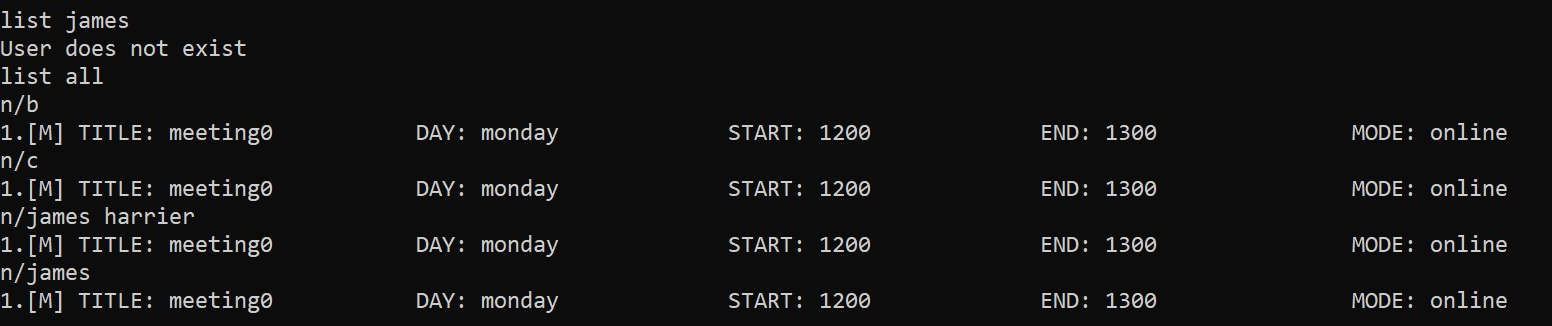 list james
User does not exist
list all
n/b
1.[M] TITLE: meeting0 DAY: monday START: 1200 END: 1300 MODE: online
n/c
1.[M] TITLE: meeting0 DAY: monday START: 1200 END: 1300 MODE: online
n/james harrier
1.[M] TITLE: meeting0 DAY: monday START: 1200 END: 1300 MODE: online
n/james
1.[M] TITLE: meeting0 DAY: monday START: 1200 END: 1300 MODE: online